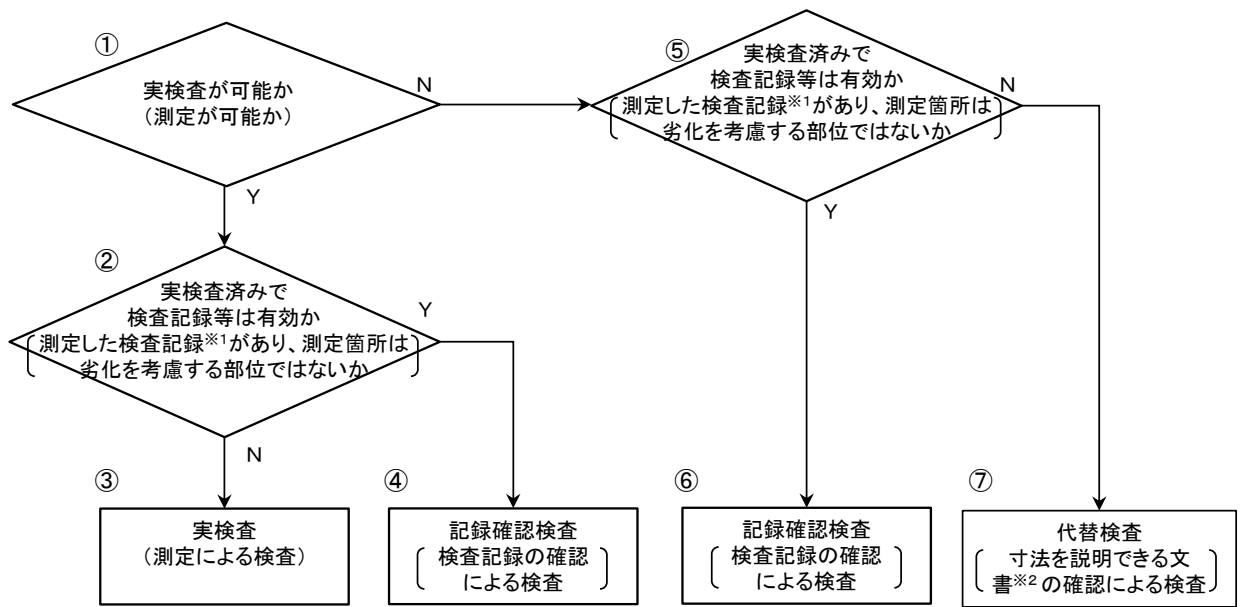 ①
実検査が可能か
（測定が可能か）
N
Y
⑤
実検査済みで
検査記録等は有効か
測定した検査記録※1があり、測定箇所は
劣化を考慮する部位ではないか
N
Y
②
実検査済みで
検査記録等は有効か
測定した検査記録※1があり、測定箇所は
劣化を考慮する部位ではないか
Y
N
③
実検査
（測定による検査）
④
記録確認検査
検査記録の確認
による検査
⑥
記録確認検査
検査記録の確認
による検査
⑦
代替検査
寸法を説明できる文
書※2の確認による検査